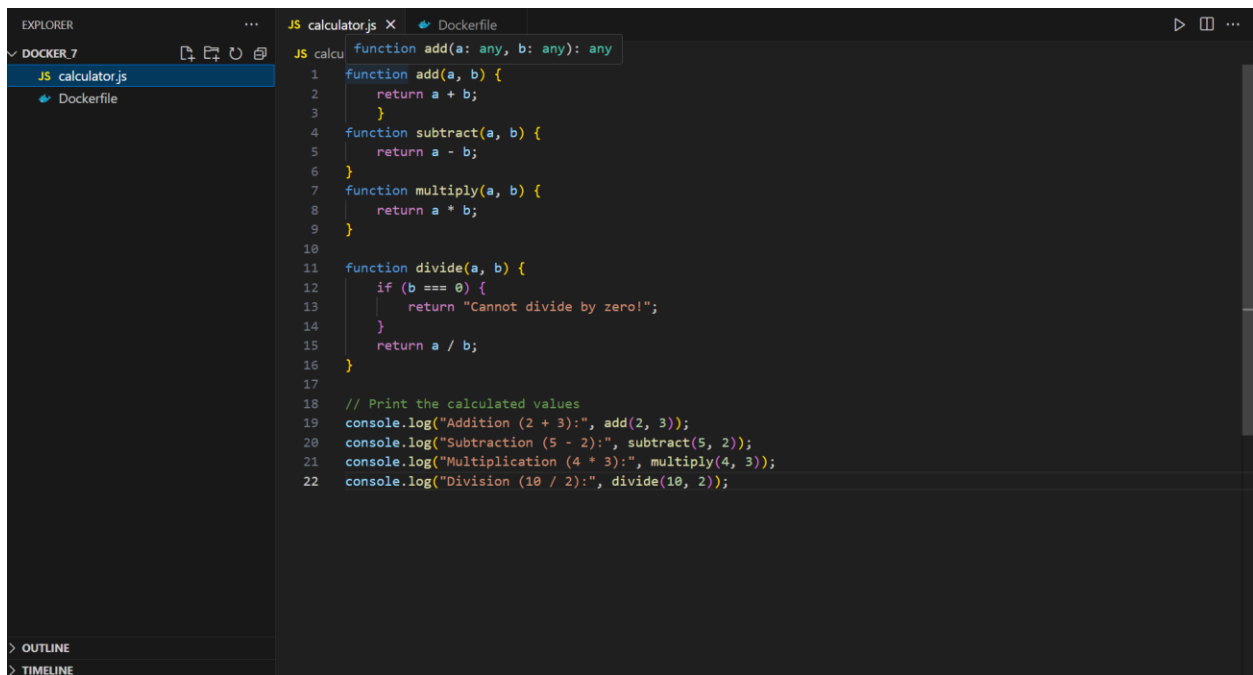 EXPLORER
DOCKER_7
JS calculator.js
Dockerfile
OUTLINE
TIMELINE
JS calculator.js Dockerfile
JS calcu
function add(a: any, b: any): any
1 function add(a, b) {
2 return a + b;
3 }
4 function subtract(a, b) {
5 return a - b;
6 }
7 function multiply(a, b) {
8 return a * b;
9 }
10
11 function divide(a, b) {
12 if (b === 0) {
13 return "Cannot divide by zero!";
14 }
15 return a / b;
16 }
17
18 // Print the calculated values
19 console.log("Addition (2 + 3):", add(2, 3));
20 console.log("Subtraction (5 - 2):", subtract(5, 2));
21 console.log("Multiplication (4 * 3):", multiply(4, 3));
22 console.log("Division (10 / 2):", divide(10, 2));